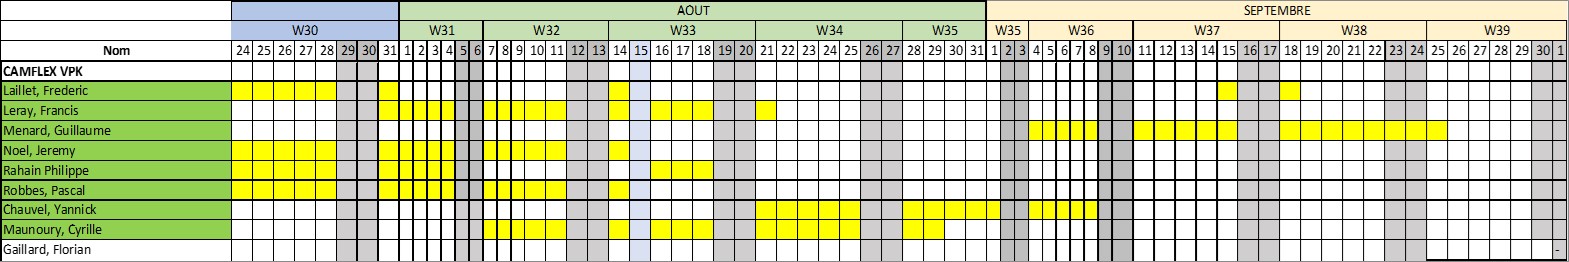 AOUT SEPTEMBRE
W30 W31 W32 W33 W34 W35 W35 W36 W37 W38 W39
Nom 24 25 26 27 28 29 30 31 1 2 3 4 5 6 7 8 9 10 11 12 13 14 15 16 17 18 19 20 21 22 23 24 25 26 27 28 29 30 31 1 2 3 4 5 6 7 8 9 10 11 12 13 14 15 16 17 18 19 20 21 22 23 24 25 26 27 28 29 30 1
CAMFLEX VPK
Laillet, Frederic
Leray, Francis
Menard, Guillaume
Noel, Jeremy
Rahain Philippe
Robbes, Pascal
Chauvel, Yannick
Maunoury, Cyrille
Gaillard, Florian -